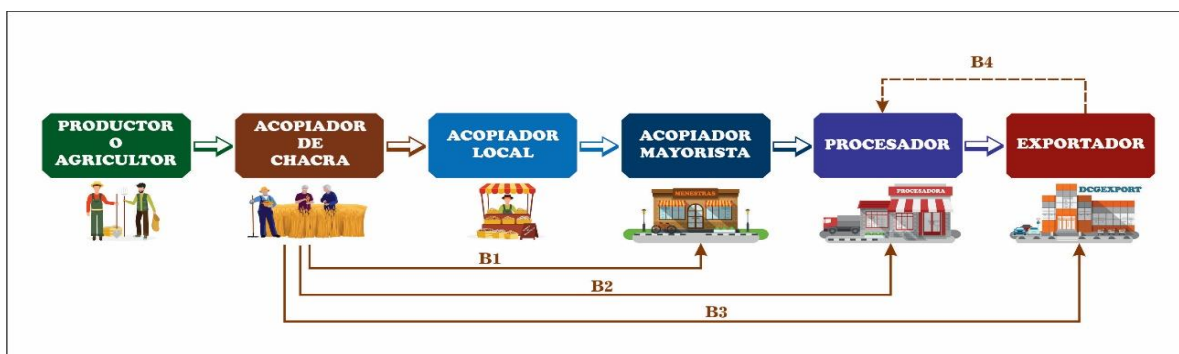 B4
PRODUCTOR
O
AGRICULTOR
ACOPIADOR
DE
CHACRA
ACOPIADOR
LOCAL
ACOPIADOR
MAYORISTA
PROCESADOR
EXPORTADOR
MENESTRAS
PROCESADORA
DCGEXPORT
B1
B2
B3